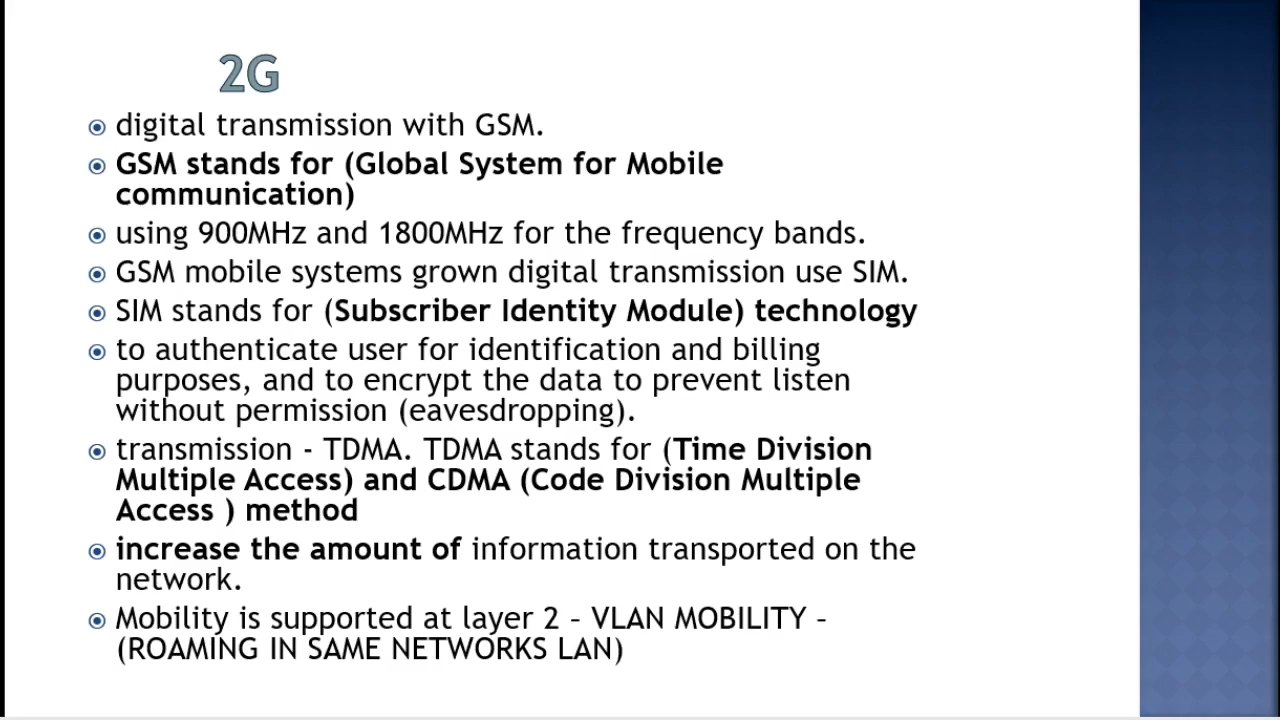 2G
digital transmission with GSM.
GSM stands for (Global System for Mobile
communication)
using 900MHz and 1800MHz for the frequency bands.
GSM mobile systems grown digital transmission use SIM.
SIM stands for (Subscriber Identity Module) technology
to authenticate user for identification and billing
purposes, and to encrypt the data to prevent listen
without permission (eavesdropping).
transmission - TDMA. TDMA stands for (Time Division
Multiple Access) and CDMA (Code Division Multiple
Access ) method
increase the amount of information transported on the
network.
Mobility is supported at layer 2 – VLAN MOBILITY –
(ROAMING IN SAME NETWORKS LAN)